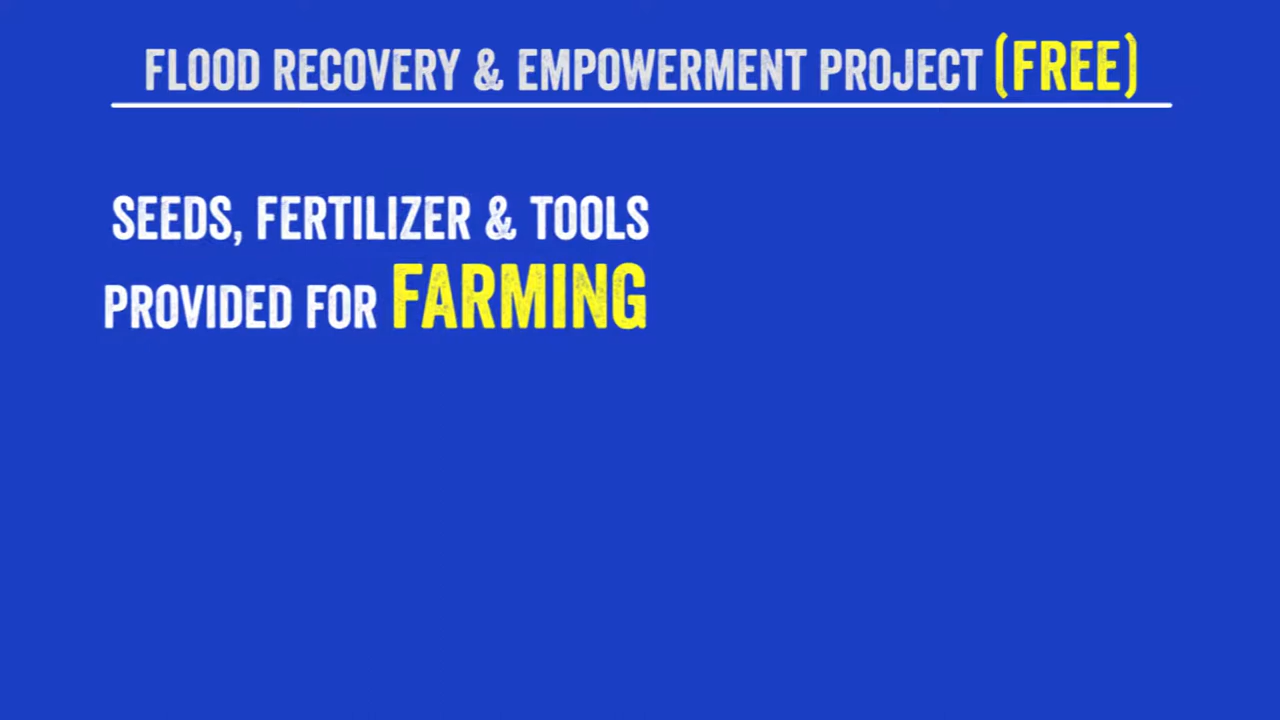 FLOOD RECOVERY & EMPOWERMENT PROJECT (FREE)
SEEDS, FERTILIZER & TOOLS
PROVIDED FOR FARMING